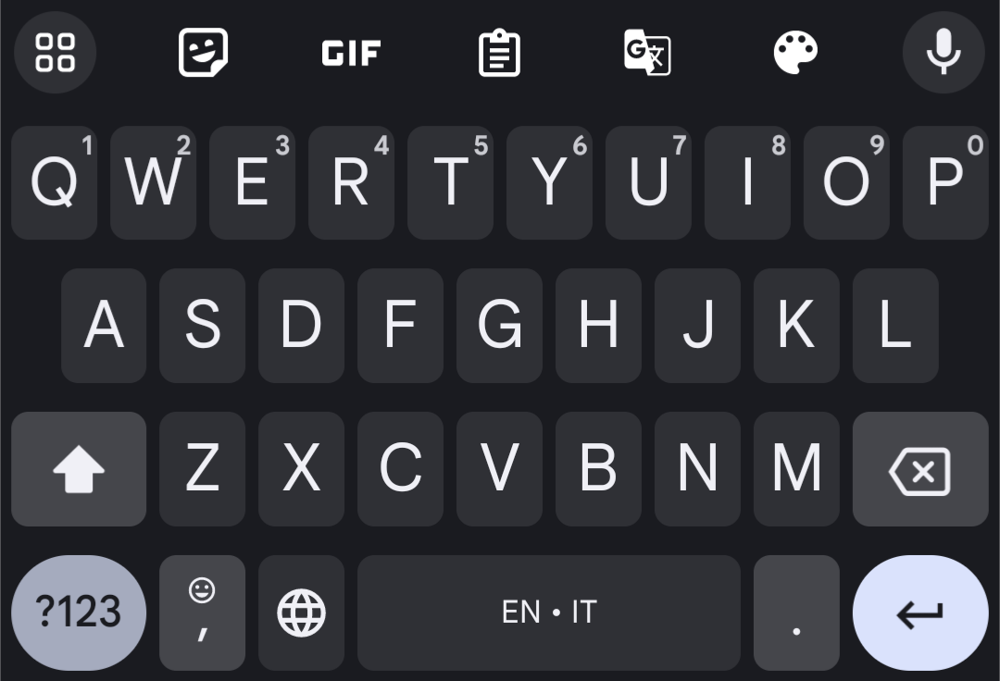 GIF
Q1 W2 E3 R4 T5 Y6 U7 I8 O9 P0
A S D F G H J K L
Z X C V B N M
?123 , EN • IT .